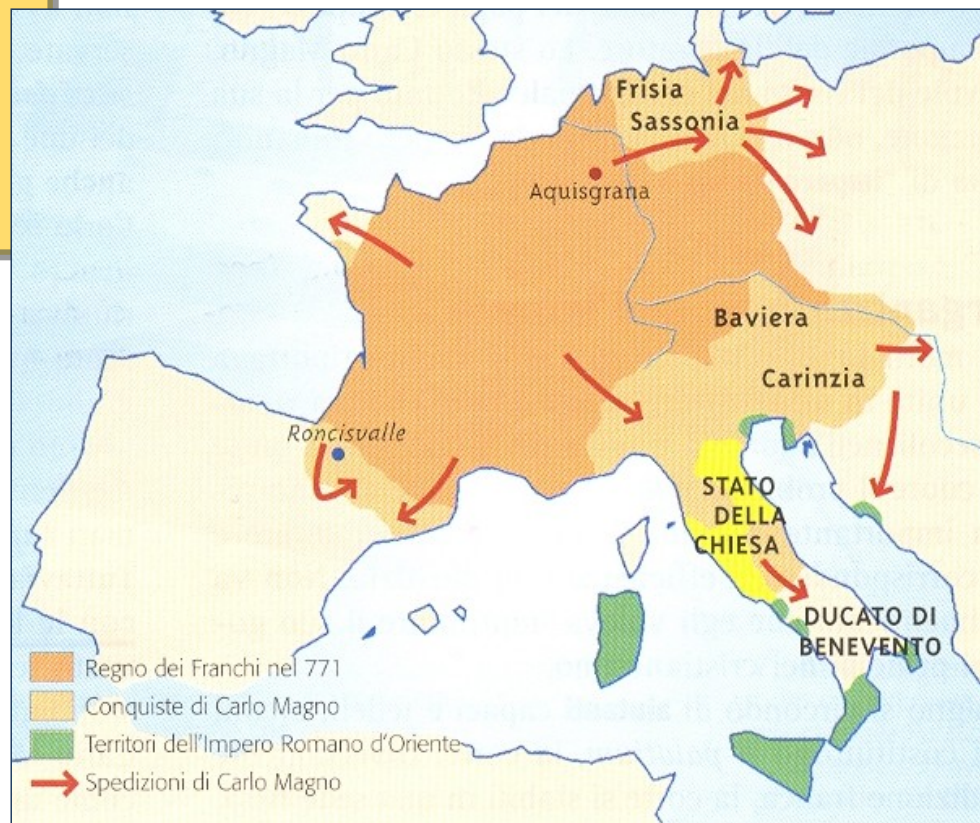 Frisia
Sassonia
Aquisgrana
Baviera
Carinzia
Roncisvalle
STATO
DELLA
CHIESA
DUCATO DI
BENEVENTO
Regno dei Franchi nel 771
Conquiste di Carlo Magno
Territori dell'Impero Romano d'Oriente
Spedizioni di Carlo Magno